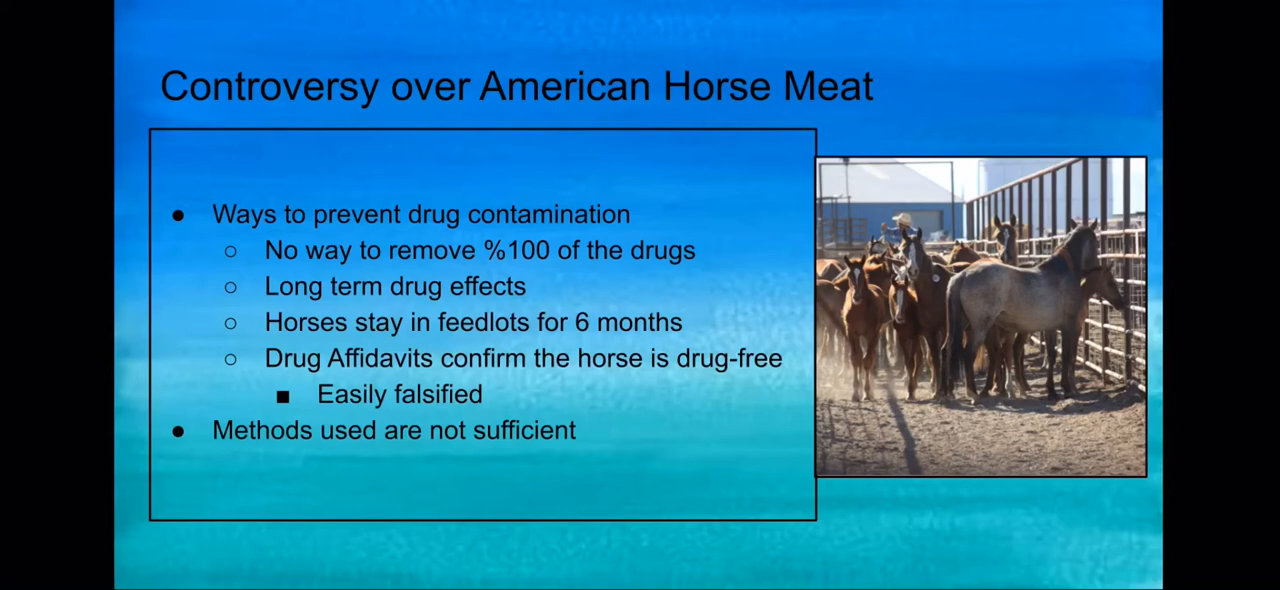 Controversy over American Horse Meat
● Ways to prevent drug contamination
○ No way to remove %100 of the drugs
○ Long term drug effects
○ Horses stay in feedlots for 6 months
○ Drug Affidavits confirm the horse is drug-free
■ Easily falsified
● Methods used are not sufficient